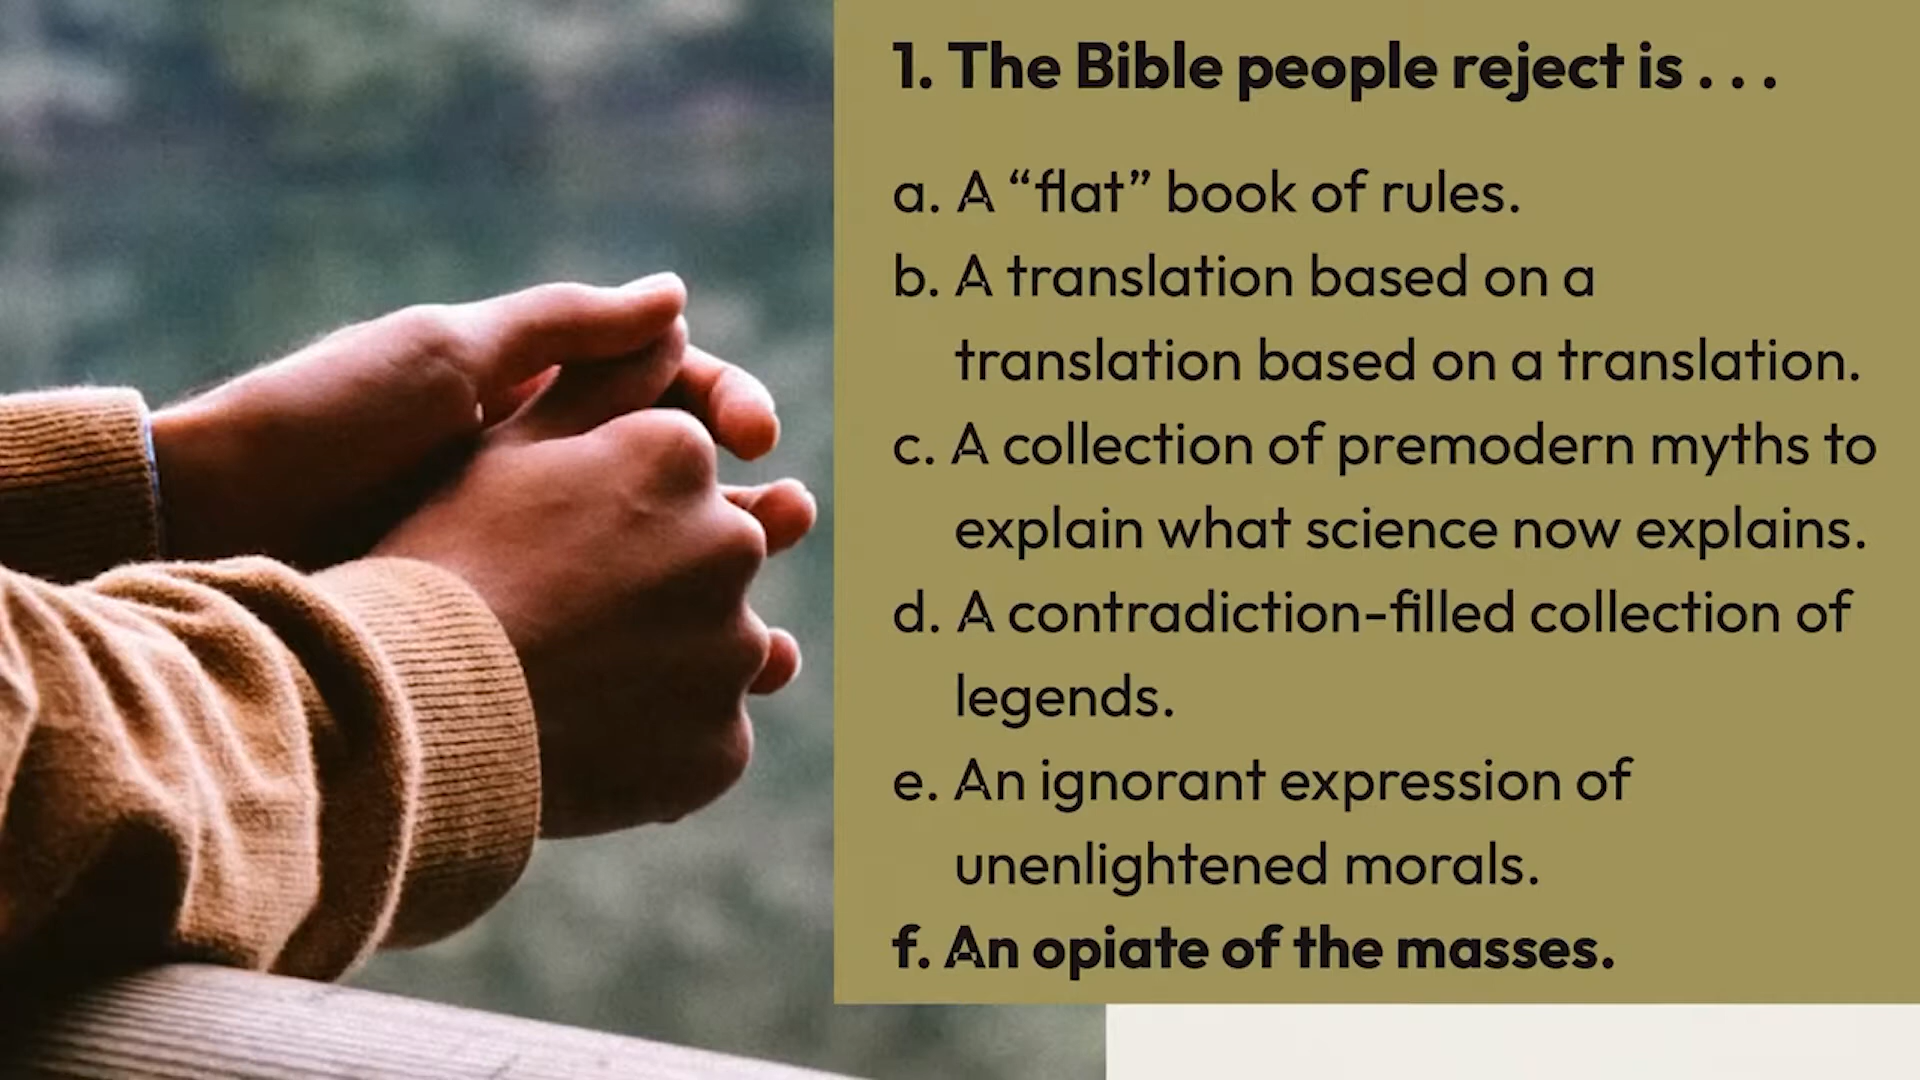 1. The Bible people reject is . . .
a. A “flat” book of rules.
b. A translation based on a
translation based on a translation.
c. A collection of premodern myths to
explain what science now explains.
d. A contradiction-filled collection of
legends.
e. An ignorant expression of
unenlightened morals.
f. An opiate of the masses.